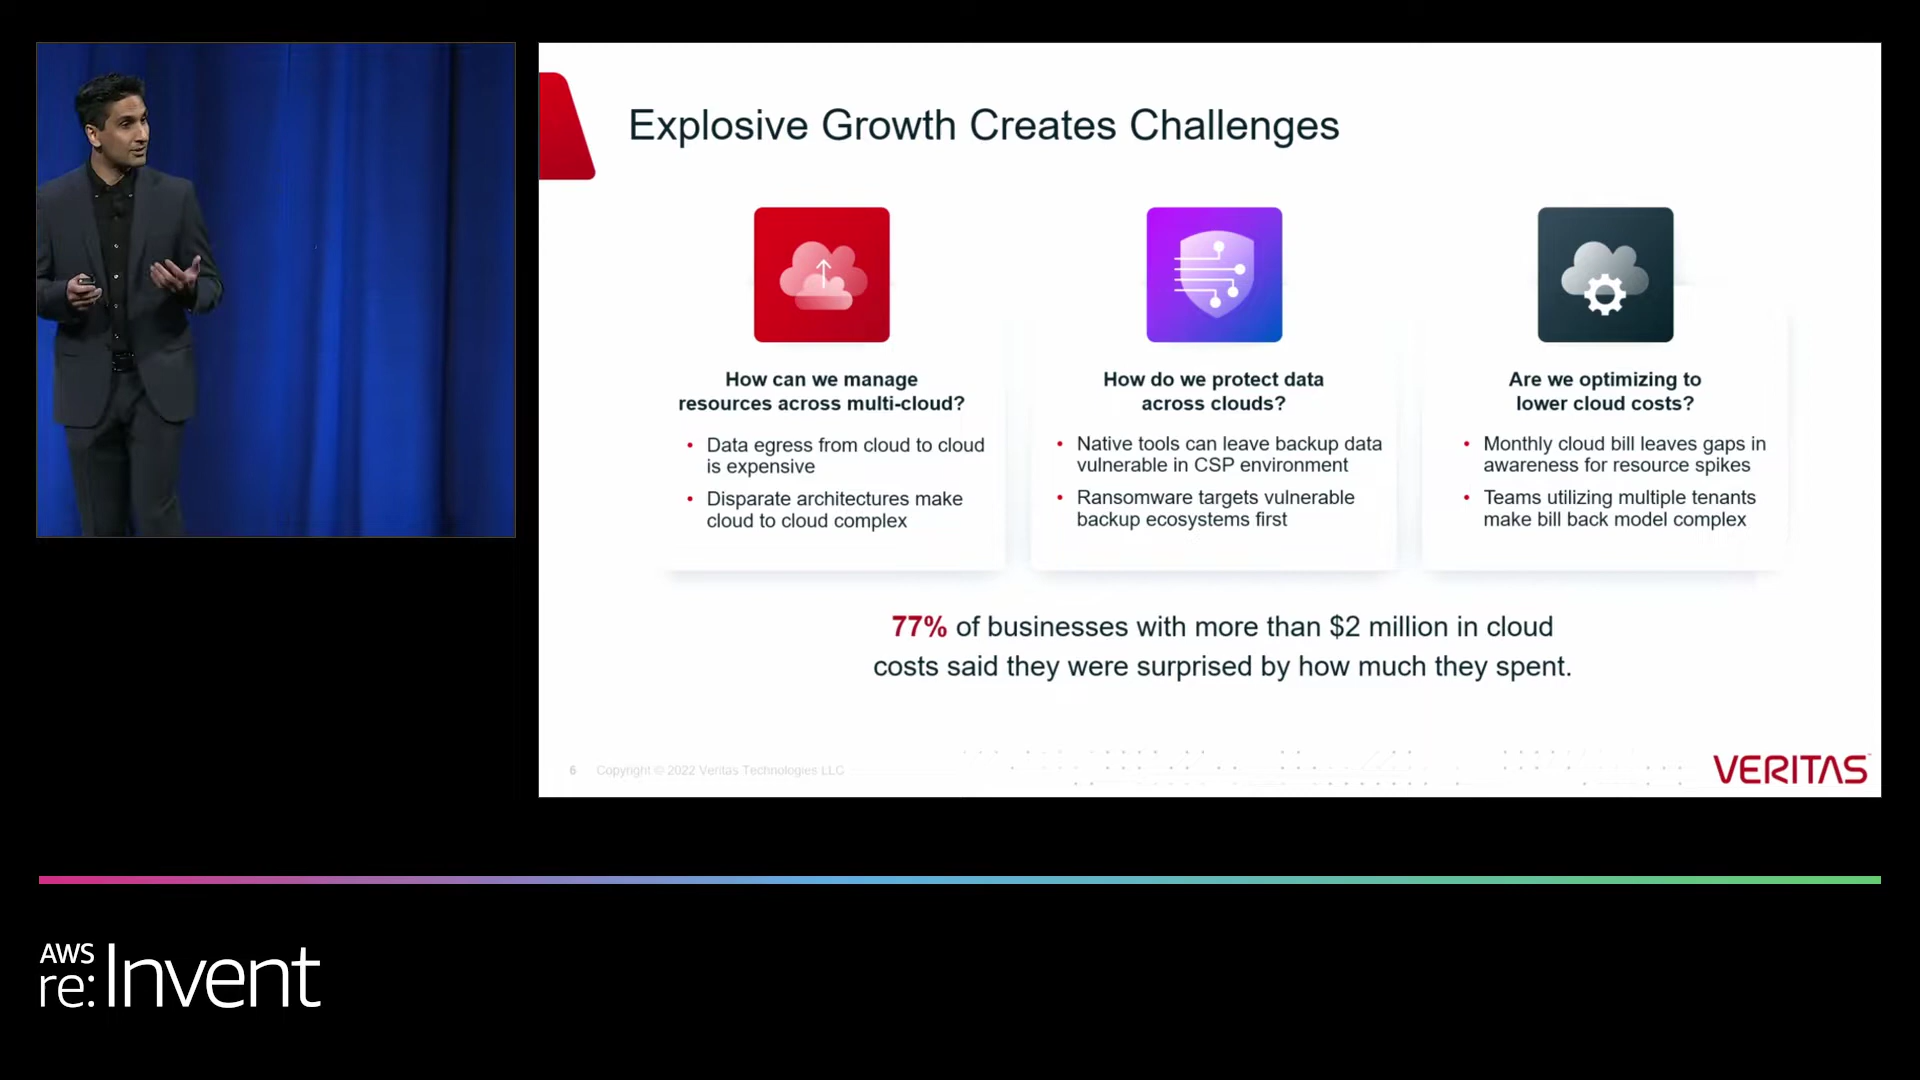 Explosive Growth Creates Challenges
How can we manage
resources across multi-cloud?
• Data egress from cloud to cloud
is expensive
• Disparate architectures make
cloud to cloud complex
How do we protect data
across clouds?
• Native tools can leave backup data
vulnerable in CSP environment
• Ransomware targets vulnerable
backup ecosystems first
Are we optimizing to
lower cloud costs?
• Monthly cloud bill leaves gaps in
awareness for resource spikes
• Teams utilizing multiple tenants
make bill back model complex
77% of businesses with more than $2 million in cloud
costs said they were surprised by how much they spent.
6 Copyright © 2022 Veritas Technologies LLC
VERITAS
AWS
re:Invent